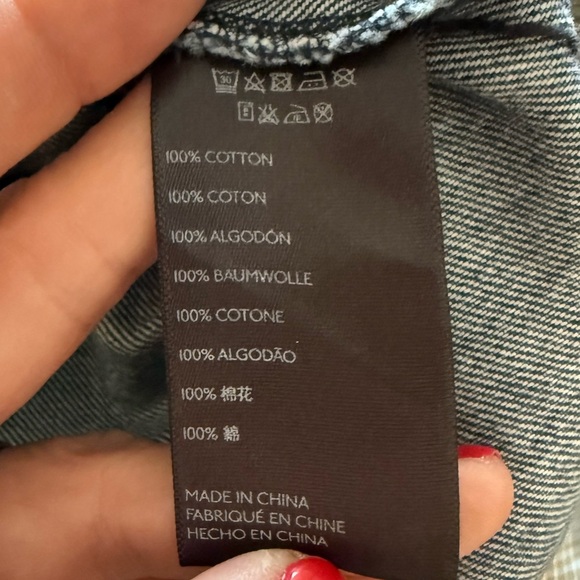 30
100% COTTON
100% COTON
100% ALGODÓN
100% BAUMWOLLE
100% COTONE
100% ALGODÃO
100% 棉花
100% 綿
MADE IN CHINA
FABRIQUÉ EN CHINE
HECHO EN CHINA